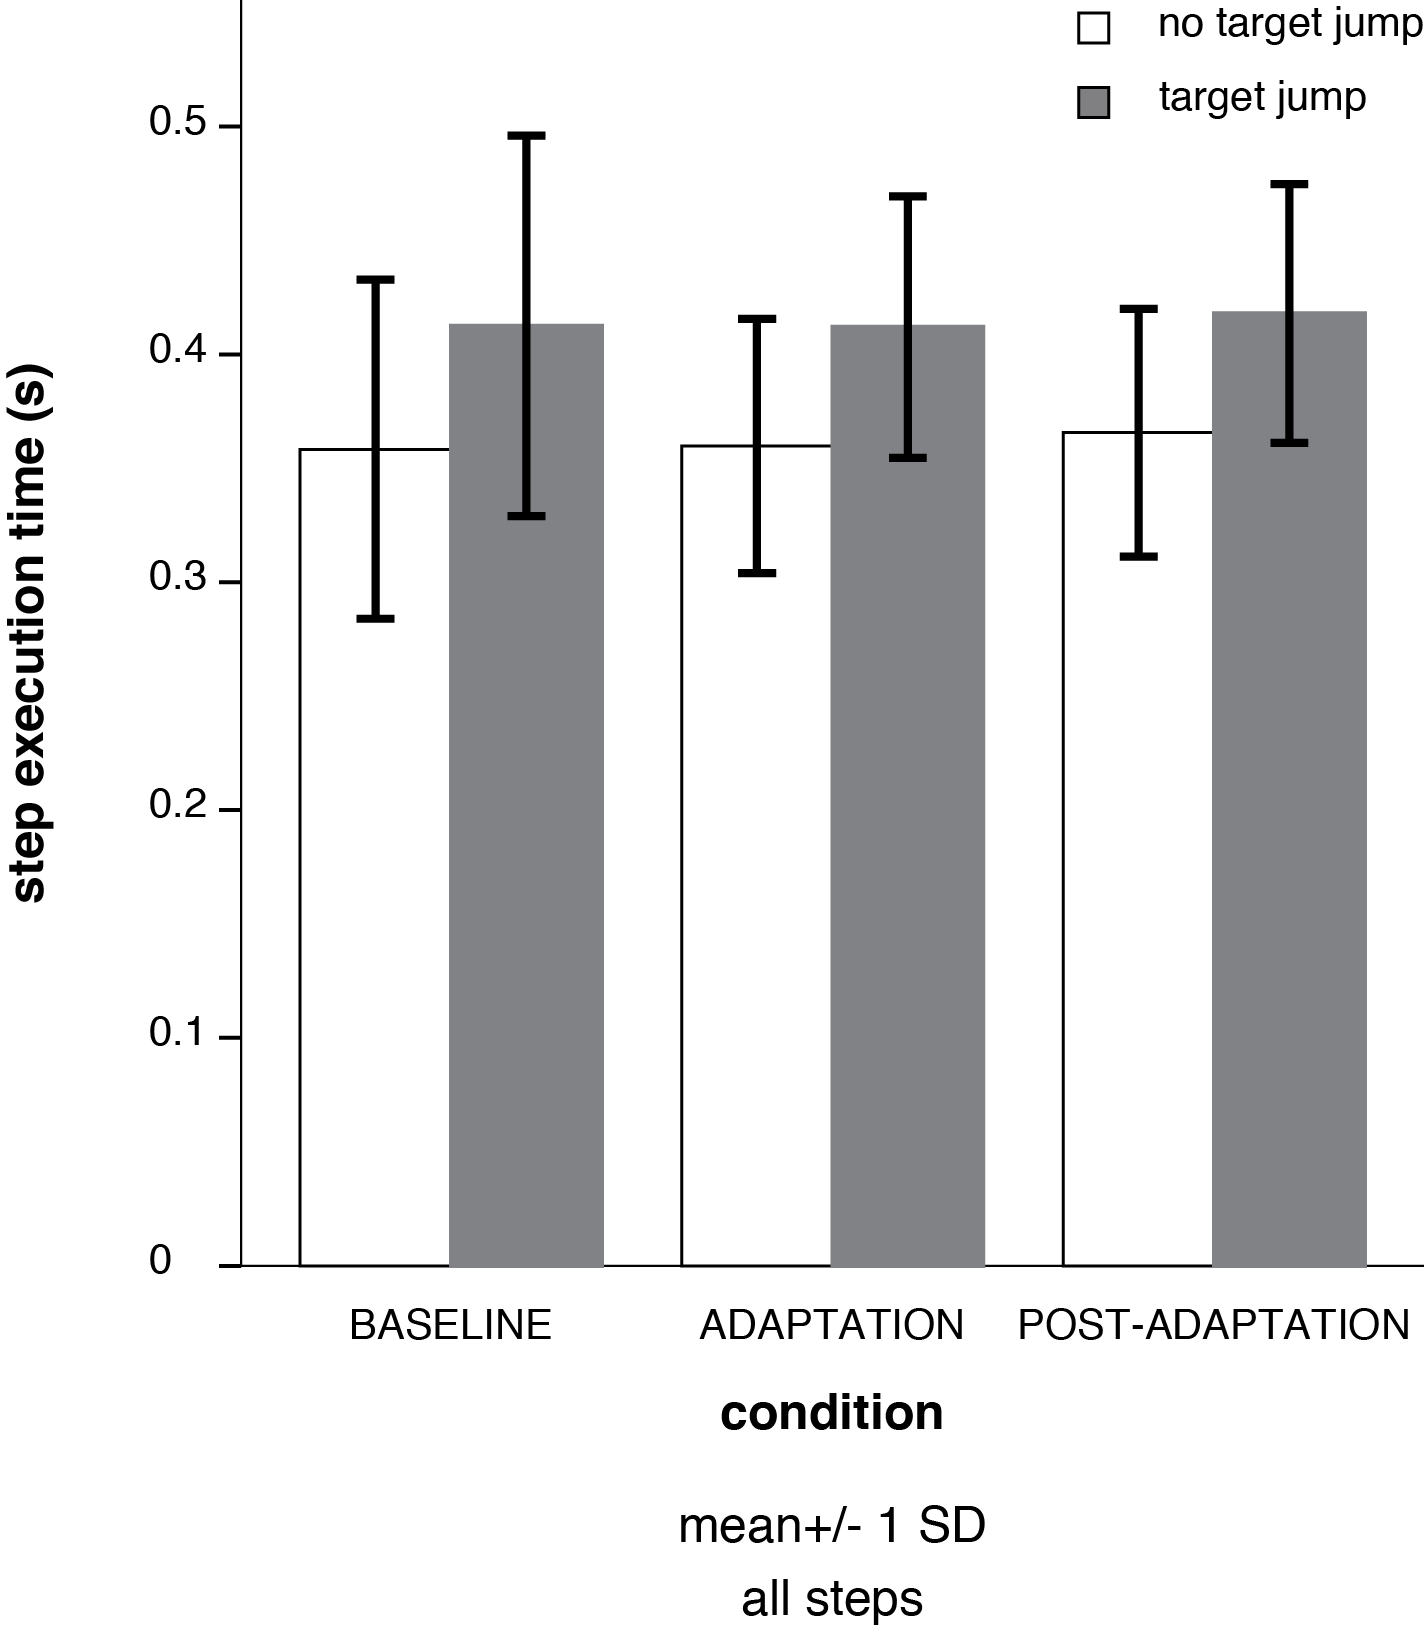 no target jump
target jump
0.5
0.4
0.3
0.2
0.1
0
step execution time (s)
BASELINE ADAPTATION POST-ADAPTATION
condition
mean+/- 1 SD
all steps